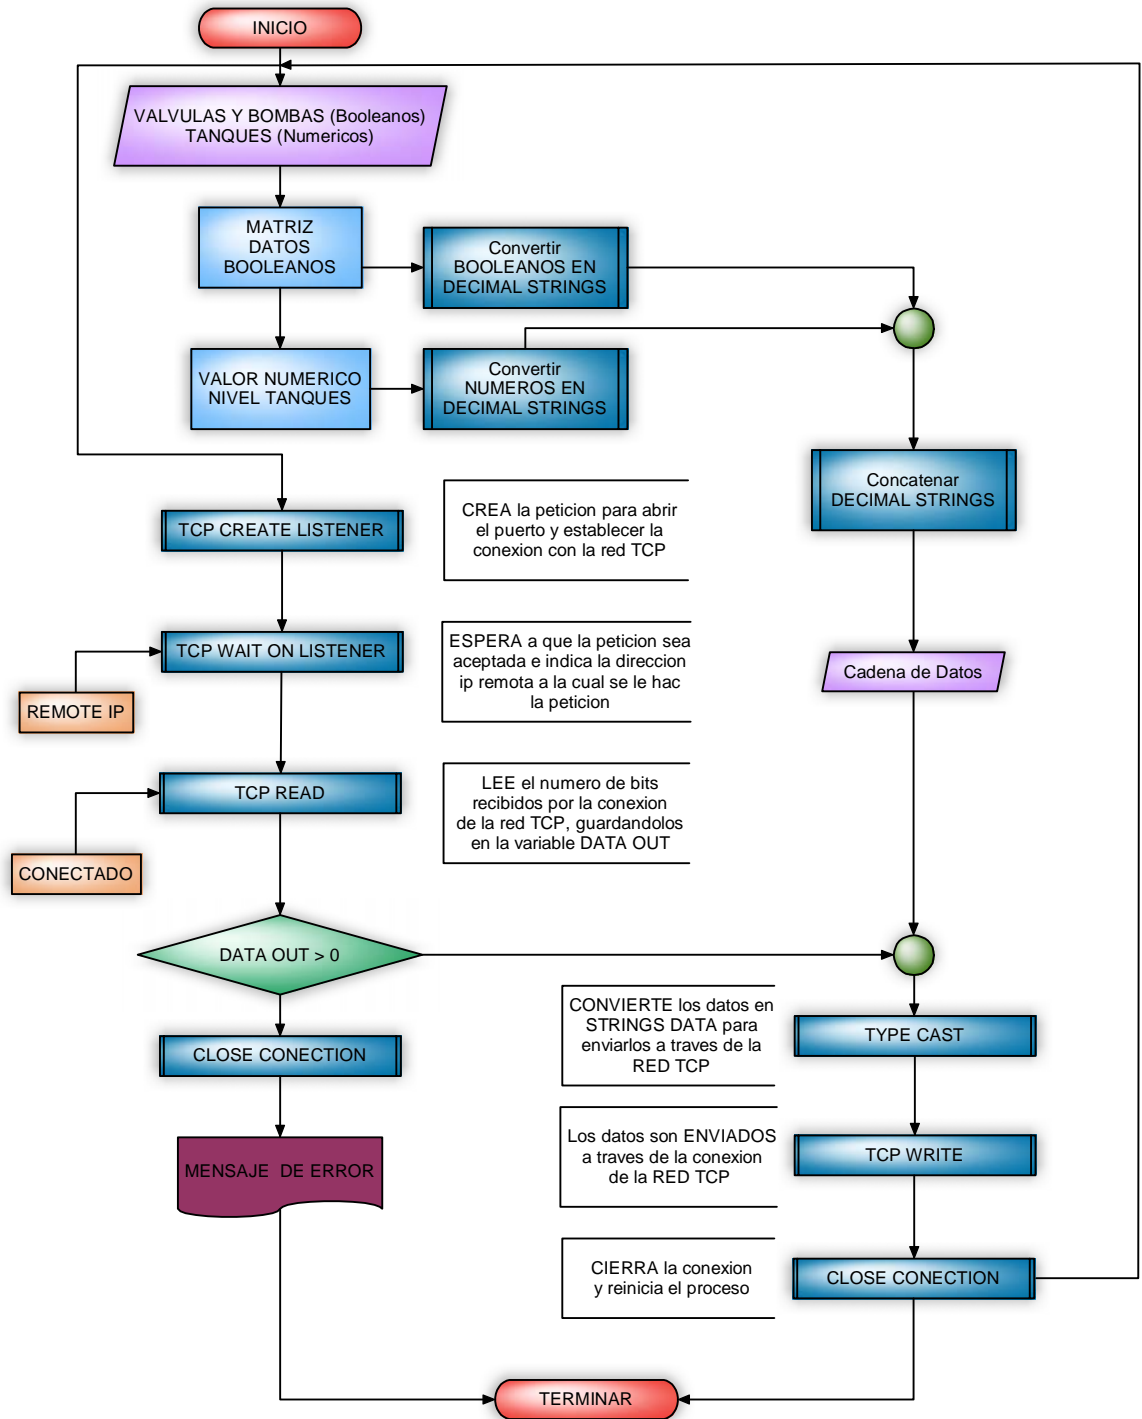 INICIO
VALVULAS Y BOMBAS (Booleanos)
TANQUES (Numericos)
MATRIZ
DATOS
BOOLEANOS
Convertir
BOOLEANOS EN
DECIMAL STRINGS
VALOR NUMERICO
NIVEL TANQUES
Convertir
NUMEROS EN
DECIMAL STRINGS
Concatenar
DECIMAL STRINGS
TCP CREATE LISTENER
CREA la peticion para abrir
el puerto y establecer la
conexion con la red TCP
TCP WAIT ON LISTENER
ESPERA a que la peticion sea
aceptada e indica la direccion
ip remota a la cual se le hac
la peticion
Cadena de Datos
REMOTE IP
TCP READ
LEE el numero de bits
recibidos por la conexion
de la red TCP, guardandolos
en la variable DATA OUT
CONECTADO
DATA OUT > 0
CONVIERTE los datos en
STRINGS DATA para
enviarlos a traves de la
RED TCP
TYPE CAST
CLOSE CONECTION
Los datos son ENVIADOS
a traves de la conexion
de la RED TCP
TCP WRITE
MENSAJE DE ERROR
CIERRA la conexion
y reinicia el proceso
CLOSE CONECTION
TERMINAR